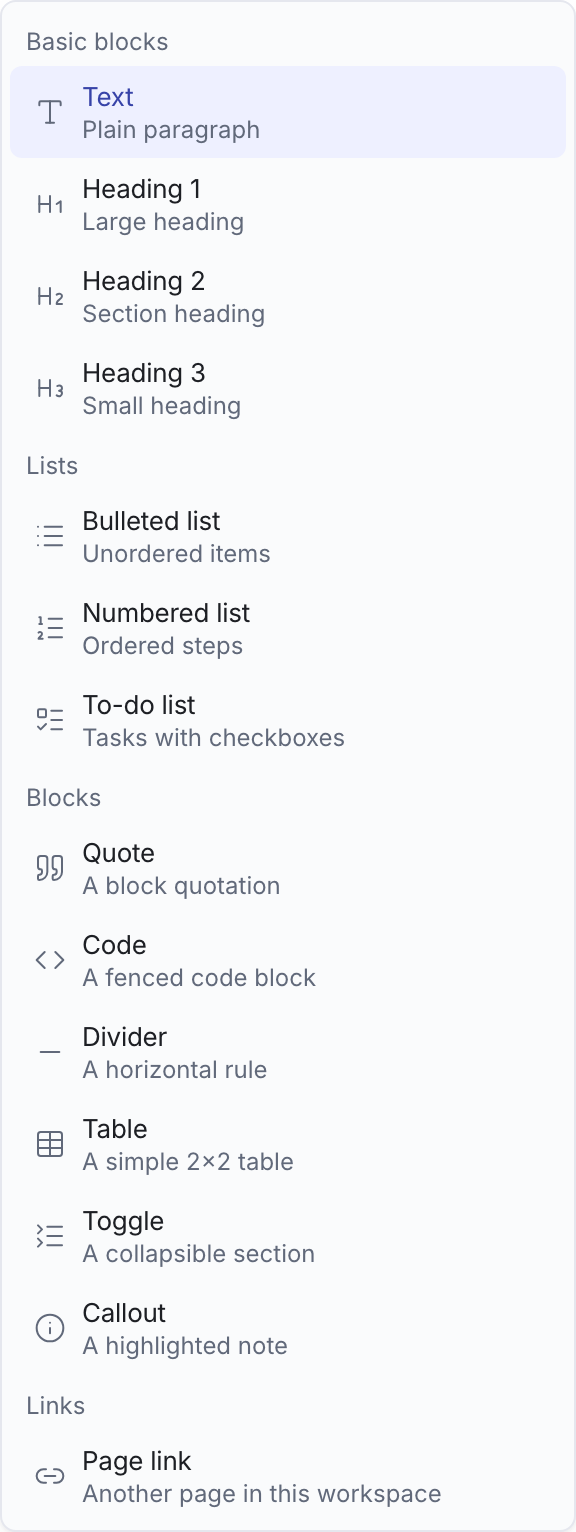 Basic blocks
Text
Plain paragraph
H1
Heading 1
Large heading
H2
Heading 2
Section heading
H3
Heading 3
Small heading
Lists
Bulleted list
Unordered items
1
2
Numbered list
Ordered steps
To-do list
Tasks with checkboxes
Blocks
Quote
A block quotation
Code
A fenced code block
Divider
A horizontal rule
Table
A simple 2×2 table
Toggle
A collapsible section
Callout
A highlighted note
Links
Page link
Another page in this workspace